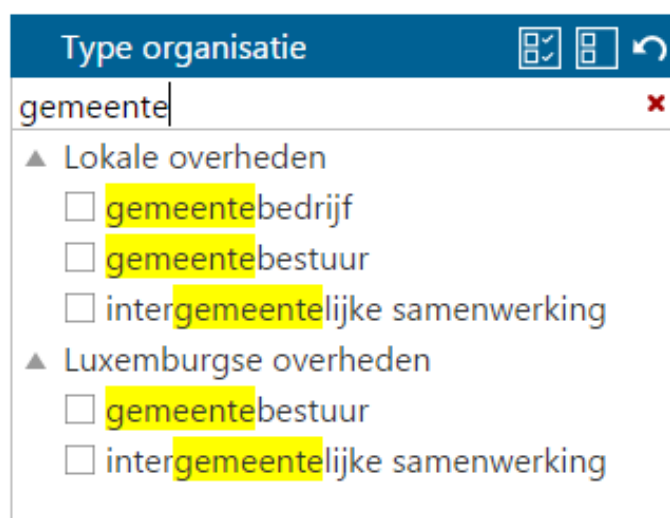 Type organisatie
gemeente
Lokale overheden
gemeentebedrijf
gemeentebestuur
intergemeentelijke samenwerking
Luxemburgse overheden
gemeentebestuur
intergemeentelijke samenwerking